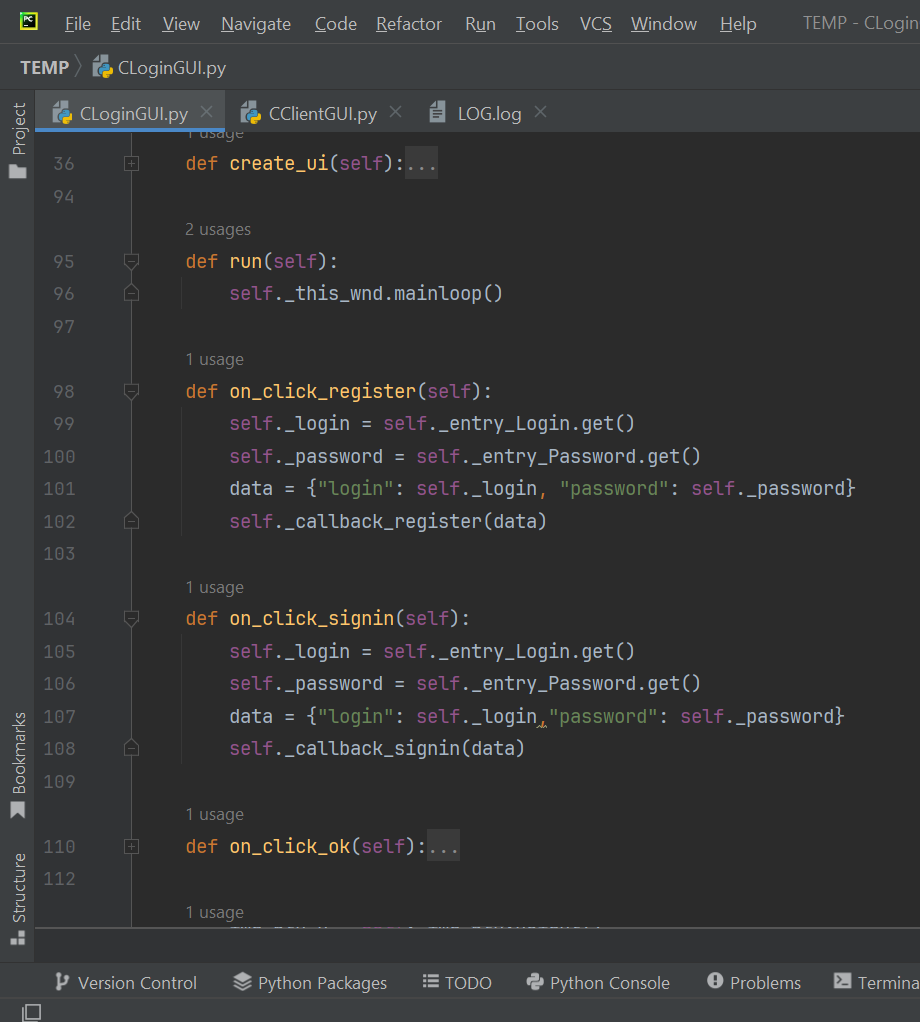 PC File Edit View Navigate Code Refactor Run Tools VCS Window Help TEMP - CLogin
TEMP CLoginGUI.py
CLoginGUI.py CClientGUI.py LOG.log
Project
1 usage
36 def create_ui(self):...
94
2 usages
95 def run(self):
96 self._this_wnd.mainloop()
97
1 usage
98 def on_click_register(self):
99 self._login = self._entry_Login.get()
100 self._password = self._entry_Password.get()
101 data = {"login": self._login, "password": self._password}
102 self._callback_register(data)
103
1 usage
104 def on_click_signin(self):
105 self._login = self._entry_Login.get()
106 self._password = self._entry_Password.get()
107 data = {"login": self._login,"password": self._password}
108 self._callback_signin(data)
109
1 usage
110 def on_click_ok(self):...
112
1 usage
Bookmarks
Structure
Version Control Python Packages TODO Python Console Problems Termina